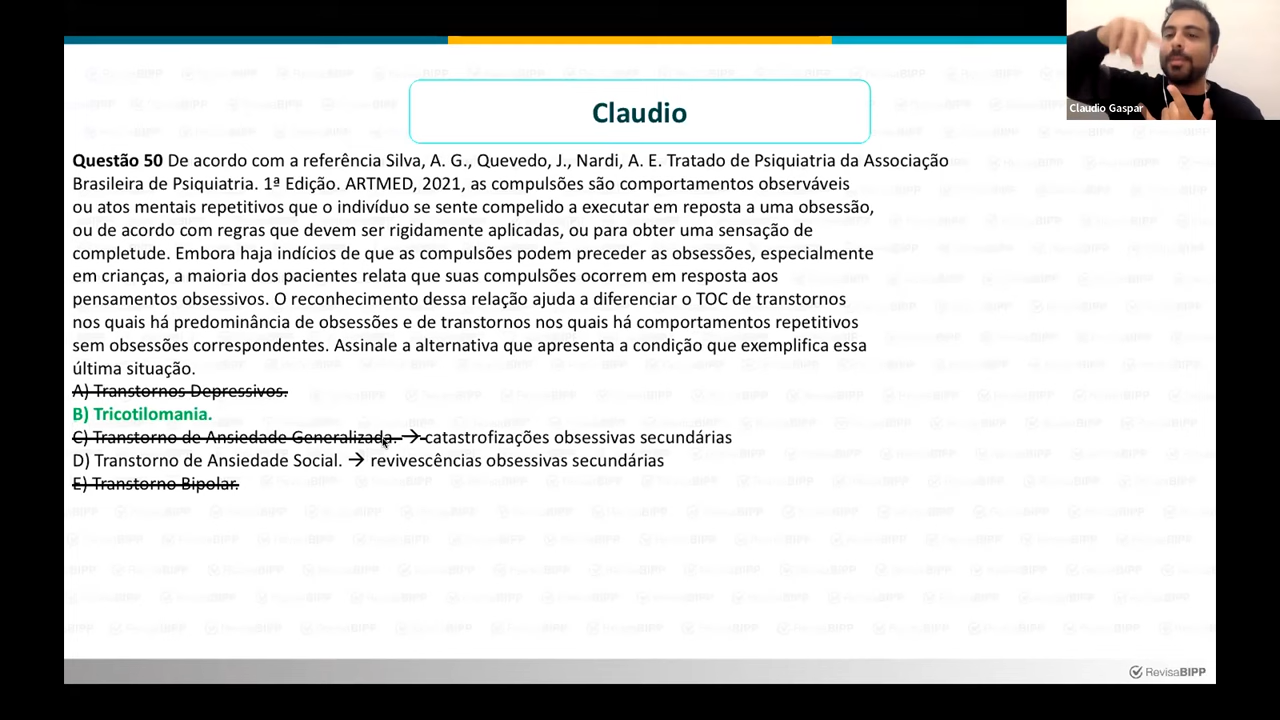 Claudio Gaspar
Claudio
Questão 50 De acordo com a referência Silva, A. G., Quevedo, J., Nardi, A. E. Tratado de Psiquiatria da Associação
Brasileira de Psiquiatria. 1ª Edição. ARTMED, 2021, as compulsões são comportamentos observáveis
ou atos mentais repetitivos que o indivíduo se sente compelido a executar em reposta a uma obsessão,
ou de acordo com regras que devem ser rigidamente aplicadas, ou para obter uma sensação de
completude. Embora haja indícios de que as compulsões podem preceder as obsessões, especialmente
em crianças, a maioria dos pacientes relata que suas compulsões ocorrem em resposta aos
pensamentos obsessivos. O reconhecimento dessa relação ajuda a diferenciar o TOC de transtornos
nos quais há predominância de obsessões e de transtornos nos quais há comportamentos repetitivos
sem obsessões correspondentes. Assinale a alternativa que apresenta a condição que exemplifica essa
última situação.
A) Transtornos Depressivos.
B) Tricotilomania.
C) Transtorno de Ansiedade Generalizada. → catastrofizações obsessivas secundárias
D) Transtorno de Ansiedade Social. → revivescências obsessivas secundárias
E) Transtorno Bipolar.
RevisaBIPP